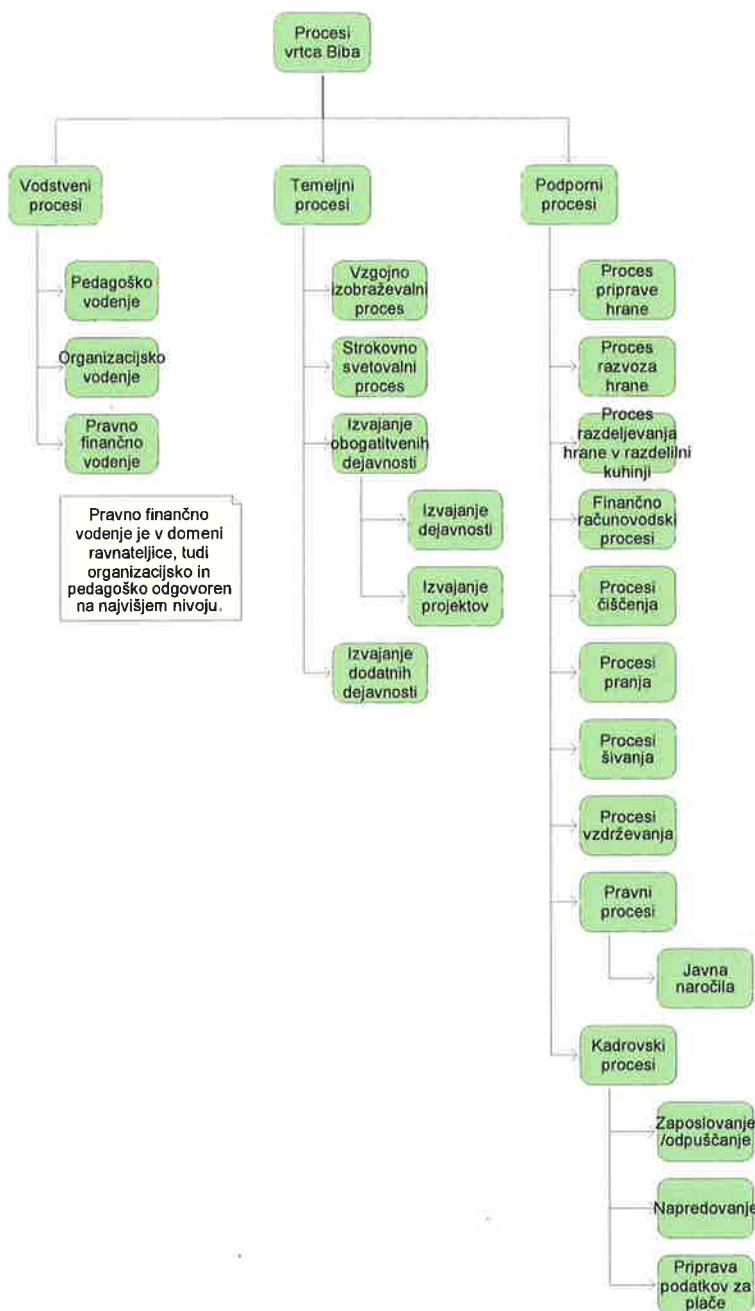 Procesi
vrtca Biba
Vodstveni
procesi
Temeljni
procesi
Podporni
procesi
Pedagoško
vodenje
Organizacijsko
vodenje
Pravno
finančno
vodenje
Pravno finančno
vodenje je v domeni
ravnateljice, tudi
organizacijsko in
pedagoško odgovoren
na najvišjem nivoju.
Vzgojno
izobraževalni
proces
Strokovno
svetovalni
proces
Izvajanje
obogatitvenih
dejavnosti
Izvajanje
dejavnosti
Izvajanje
projektov
Izvajanje
dodatnih
dejavnosti
Proces
priprave
hrane
Proces
razvoza
hrane
Proces
razdeljevanja
hrane v razdelilni
kuhinji
Finančno
računovodski
procesi
Procesi
čiščenja
Procesi
pranja
Procesi
šivanja
Procesi
vzdrževanja
Pravni
procesi
Javna
naročila
Kadrovski
procesi
Zaposlovanje
/odpuščanje
Napredovanje
Priprava
podatkov za
plače